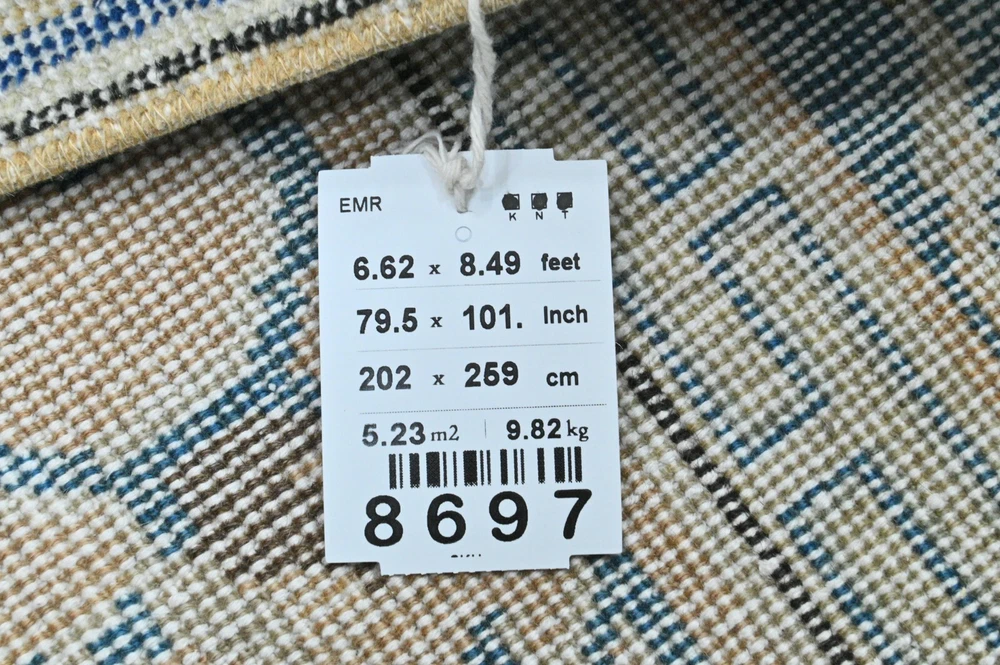 EMR
K N T
6.62 x 8.49 feet
79.5 x 101. Inch
202 x 259 cm
5.23 m2 | 9.82 kg
8697